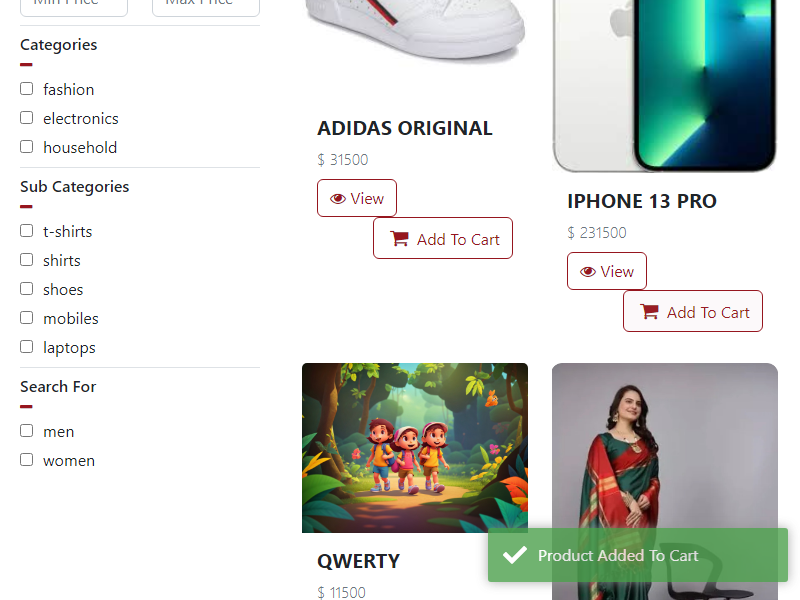 Min Price
Max Price
Categories
fashion
electronics
household
Sub Categories
t-shirts
shirts
shoes
mobiles
laptops
Search For
men
women
ADIDAS ORIGINAL
$ 31500
View
Add To Cart
IPHONE 13 PRO
$ 231500
View
Add To Cart
QWERTY
$ 11500
Product Added To Cart